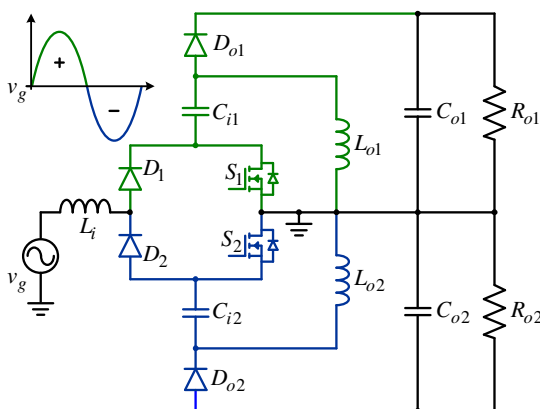 v_g
+
−
D_o1
C_i1
L_o1
C_o1
R_o1
D_1
S_1
L_i
S_2
D_2
v_g
C_i2
L_o2
C_o2
R_o2
D_o2